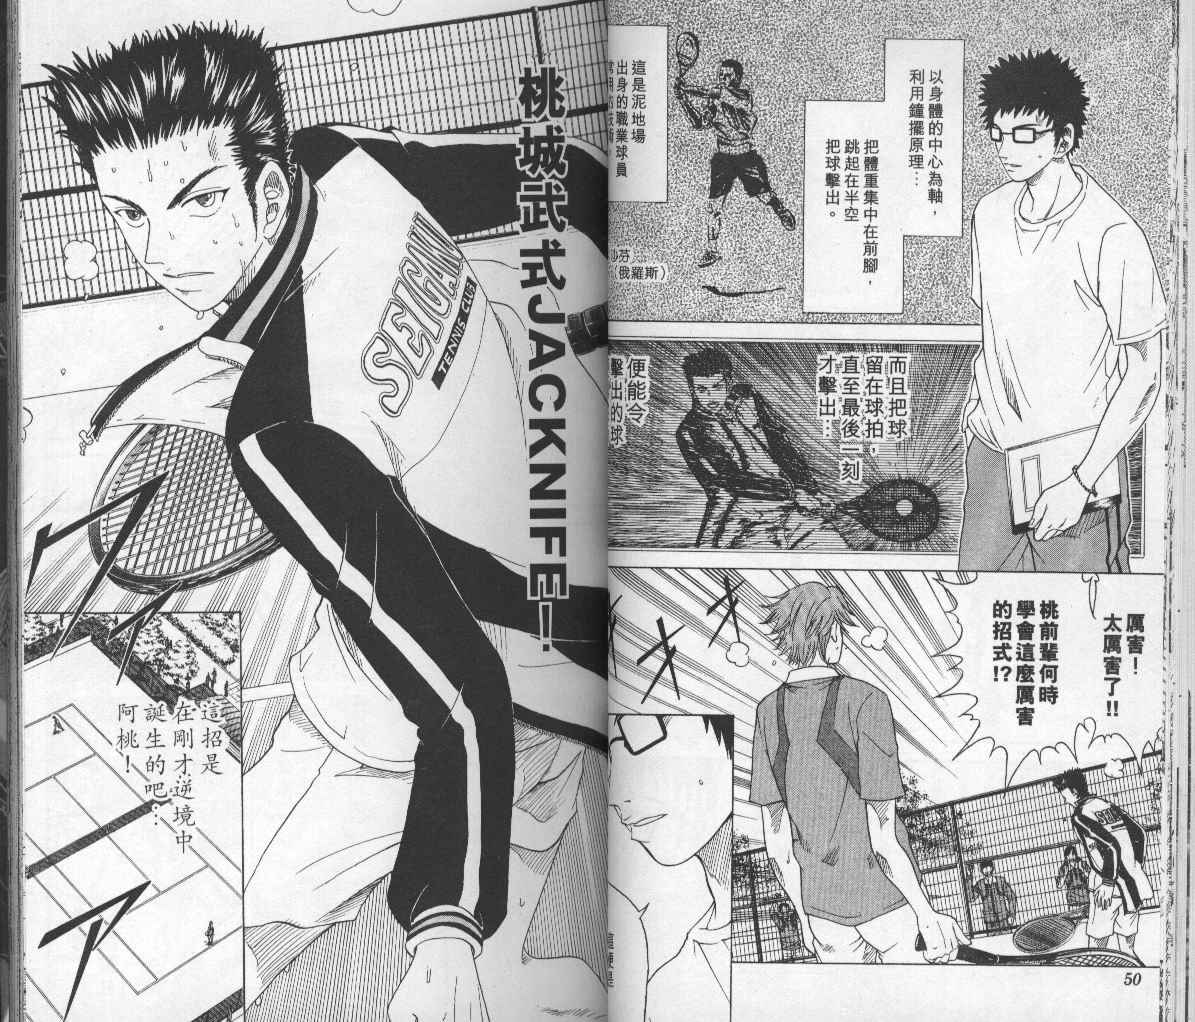 以身體的中心為軸，
利用鐘擺原理…
把體重集中在前腳，
跳起在半空
把球擊出。
這是泥地場
出身的職業球員
（俄羅斯）
而且把球
留在球拍，
直至最後一刻
才擊出…
便能令
擊出的球
厲害！
太厲害了!!
桃前輩何時
學會這麼厲害
的招式!?
50
桃城武式JACKNIFE！
SEIGAKU
TENNIS CLUB
這招是
在剛才逆境中
誕生的吧…
阿桃！